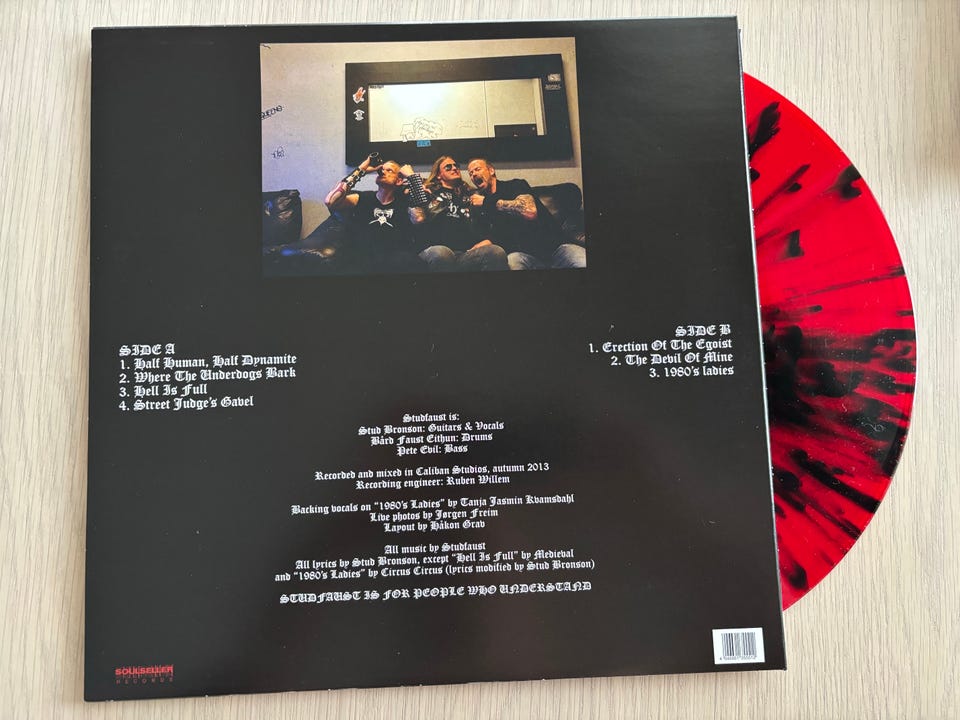 SIDE A
1. Half Human, Half Dynamite
2. Where The Underdogs Bark
3. Hell Is Full
4. Street Judge's Gavel
SIDE B
1. Erection Of The Egoist
2. The Devil Of Mine
3. 1980's ladies
Studfaust is:
Stud Bronson: Guitars & Vocals
Bård Faust Eithun: Drums
Pete Evil: Bass
Recorded and mixed in Caliban Studios, autumn 2013
Recording engineer: Ruben Willem
Backing vocals on "1980's Ladies" by Tanja Jasmin Kvamsdahl
Live photos by Jørgen Freim
Layout by Håkon Grav
All music by Studfaust
All lyrics by Stud Bronson, except "Hell Is Full" by Medieval
and "1980's Ladies" by Circus Circus (lyrics modified by Stud Bronson)
STUDFAUST IS FOR PEOPLE WHO UNDERSTAND
SOULSELLER
RECORDS